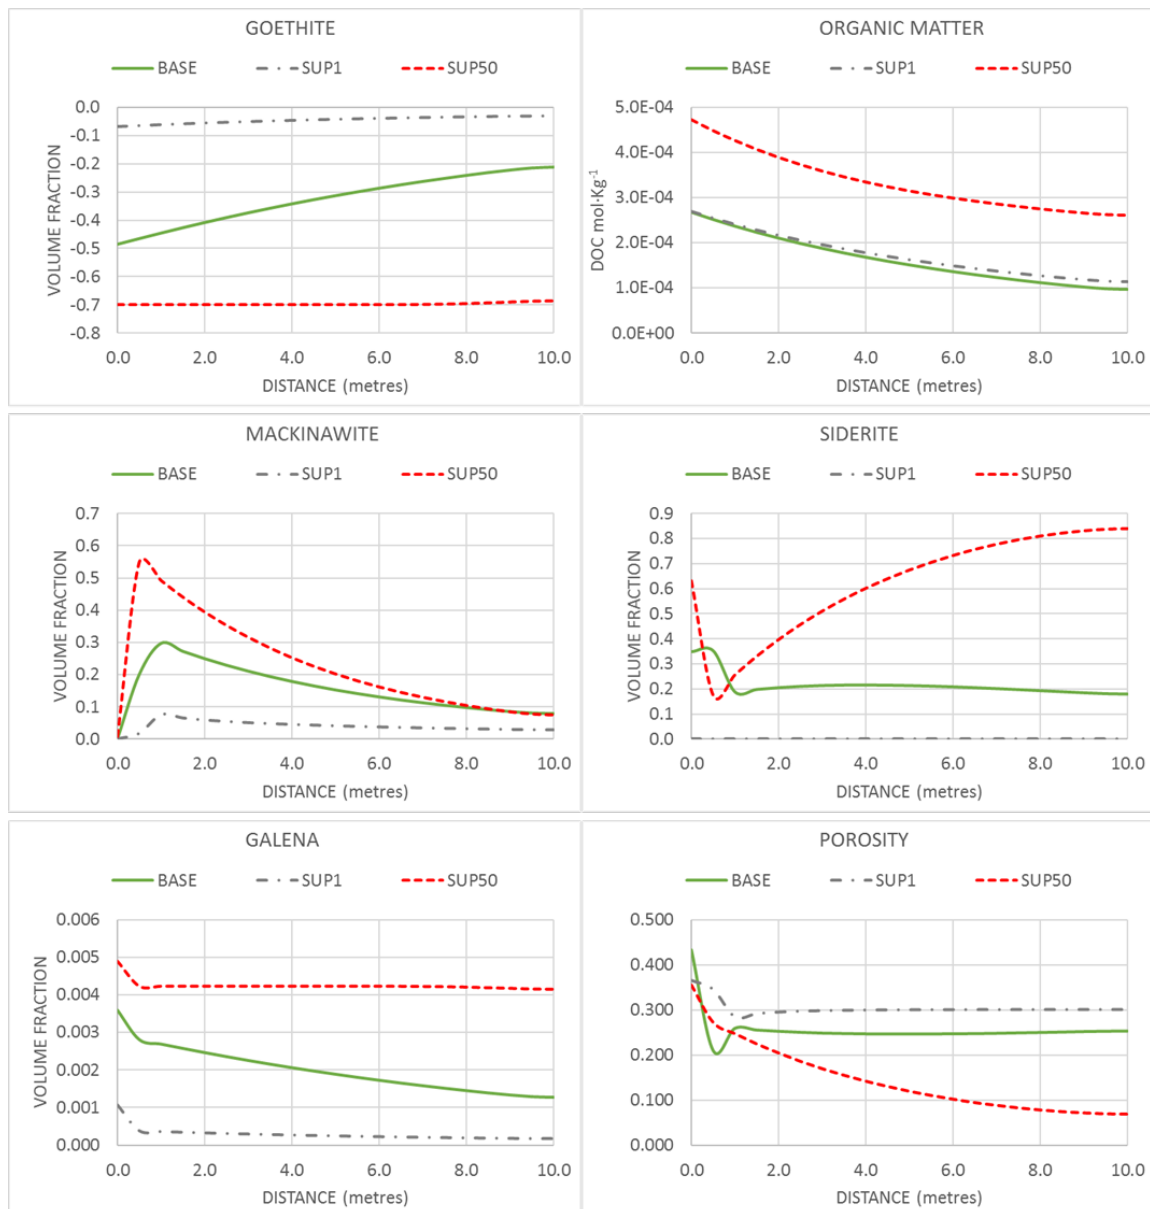 GOETHITE
BASE SUP1 SUP50
0.0
-0.1
-0.2
-0.3
-0.4
-0.5
-0.6
-0.7
-0.8
VOLUME FRACTION
0.0 2.0 4.0 6.0 8.0 10.0
DISTANCE (metres)
ORGANIC MATTER
BASE SUP1 SUP50
5.0E-04
4.0E-04
3.0E-04
2.0E-04
1.0E-04
0.0E+00
DOC mol·Kg⁻¹
0.0 2.0 4.0 6.0 8.0 10.0
DISTANCE (metres)
MACKINAWITE
BASE SUP1 SUP50
0.7
0.6
0.5
0.4
0.3
0.2
0.1
0.0
VOLUME FRACTION
0.0 2.0 4.0 6.0 8.0 10.0
DISTANCE (metres)
SIDERITE
BASE SUP1 SUP50
0.9
0.8
0.7
0.6
0.5
0.4
0.3
0.2
0.1
0.0
VOLUME FRACTION
0.0 2.0 4.0 6.0 8.0 10.0
DISTANCE (metres)
GALENA
BASE SUP1 SUP50
0.006
0.005
0.004
0.003
0.002
0.001
0.000
VOLUME FRACTION
0.0 2.0 4.0 6.0 8.0 10.0
DISTANCE (metres)
POROSITY
BASE SUP1 SUP50
0.500
0.400
0.300
0.200
0.100
0.000
VOLUME FRACTION
0.0 2.0 4.0 6.0 8.0 10.0
DISTANCE (metres)